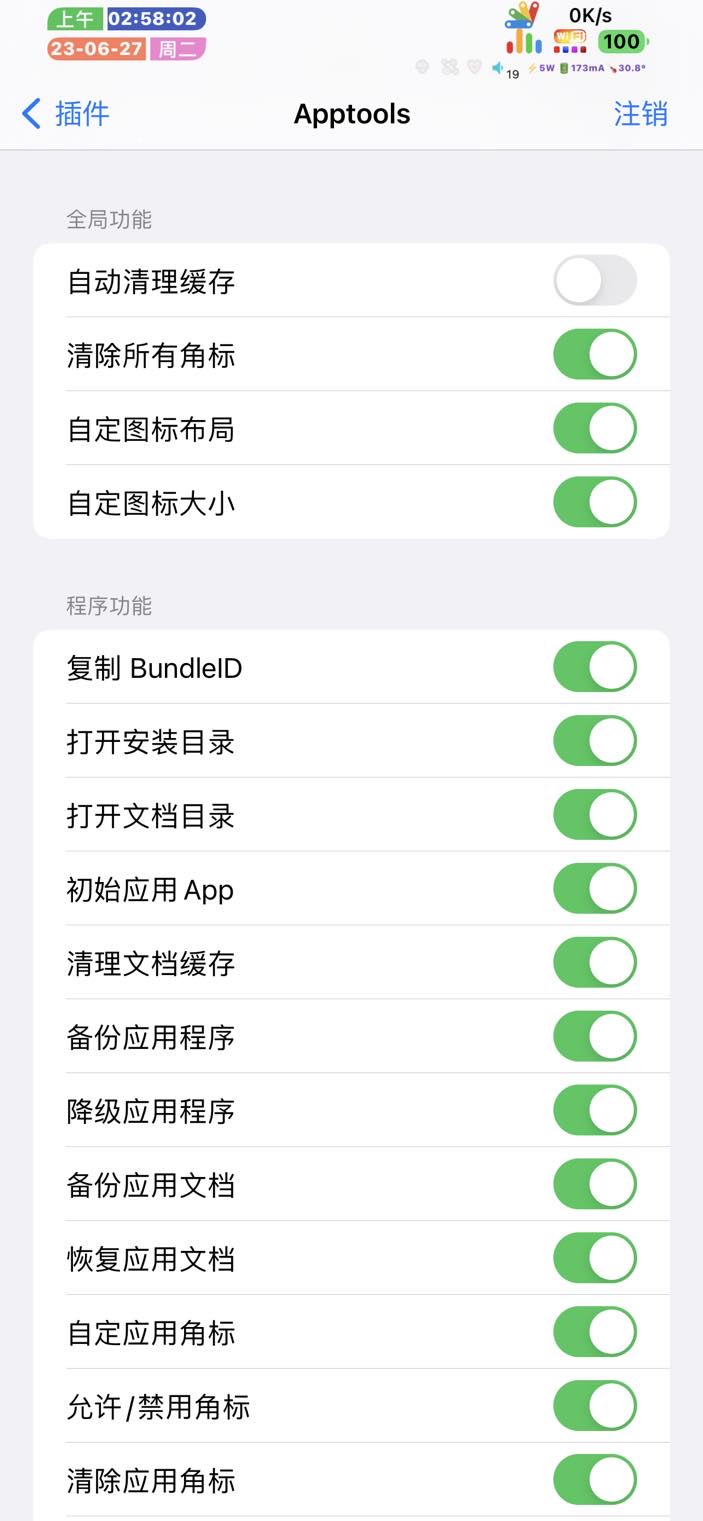 上午 02:58:02
23-06-27 周二
0K/s
WiFi
100
19 5W 173mA 30.8°
插件 Apptools 注销
全局功能
自动清理缓存
清除所有角标
自定图标布局
自定图标大小
程序功能
复制 BundleID
打开安装目录
打开文档目录
初始应用 App
清理文档缓存
备份应用程序
降级应用程序
备份应用文档
恢复应用文档
自定应用角标
允许/禁用角标
清除应用角标